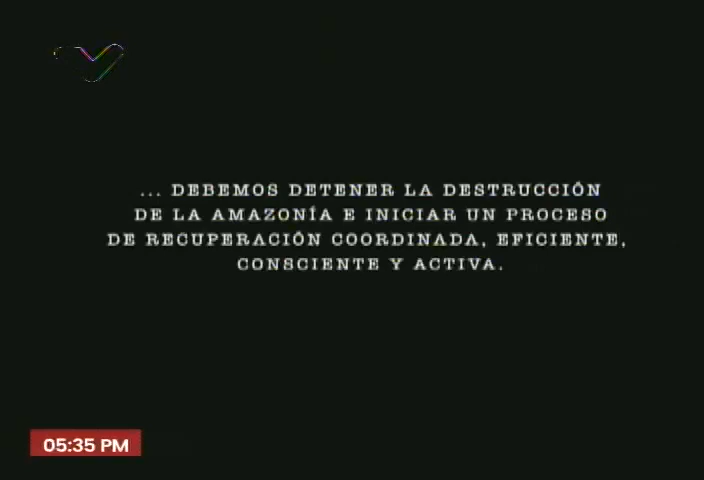 ... DEBEMOS DETENER LA DESTRUCCIÓN
DE LA AMAZONÍA E INICIAR UN PROCESO
DE RECUPERACIÓN COORDINADA, EFICIENTE,
CONSCIENTE Y ACTIVA.
05:35 PM